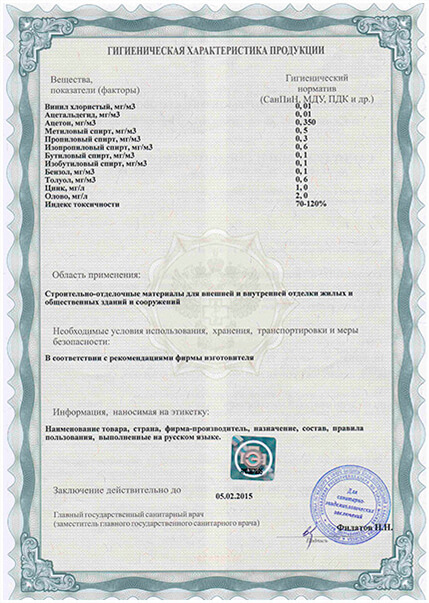 ГИГИЕНИЧЕСКАЯ ХАРАКТЕРИСТИКА ПРОДУКЦИИ
Вещества,
показатели (факторы)
Гигиенический
норматив
(СанПиН, МДУ, ПДК и др.)
Винил хлористый, мг/м3 0, 01
Ацетальдегид, мг/м3 0, 01
Ацетон, мг/м3 0, 350
Метиловый спирт, мг/м3 0, 5
Пропиловый спирт, мг/м3 0, 3
Изопропиловый спирт, мг/м3 0, 6
Бутиловый спирт, мг/м3 0, 1
Изобутиловый спирт, мг/м3 0, 1
Бензол, мг/м3 0, 1
Толуол, мг/м3 0, 6
Цинк, мг/л 1, 0
Олово, мг/л 2, 0
Индекс токсичности 70-120%
Область применения:
Строительно-отделочные материалы для внешней и внутренней отделки жилых и
общественных зданий и сооружений
Необходимые условия использования, хранения, транспортировки и меры
безопасности:
В соответствии с рекомендациями фирмы изготовителя
Информация, наносимая на этикетку:
Наименование товара, страна, фирма-производитель, назначение, состав, правила
пользования, выполненные на русском языке.
Заключение действительно до 05.02.2015
Главный государственный санитарный врач
(заместитель главного государственного санитарного врача)
Для
санитарно-
эпидемиологических
заключений
Филатов Н.Н.
Подпись